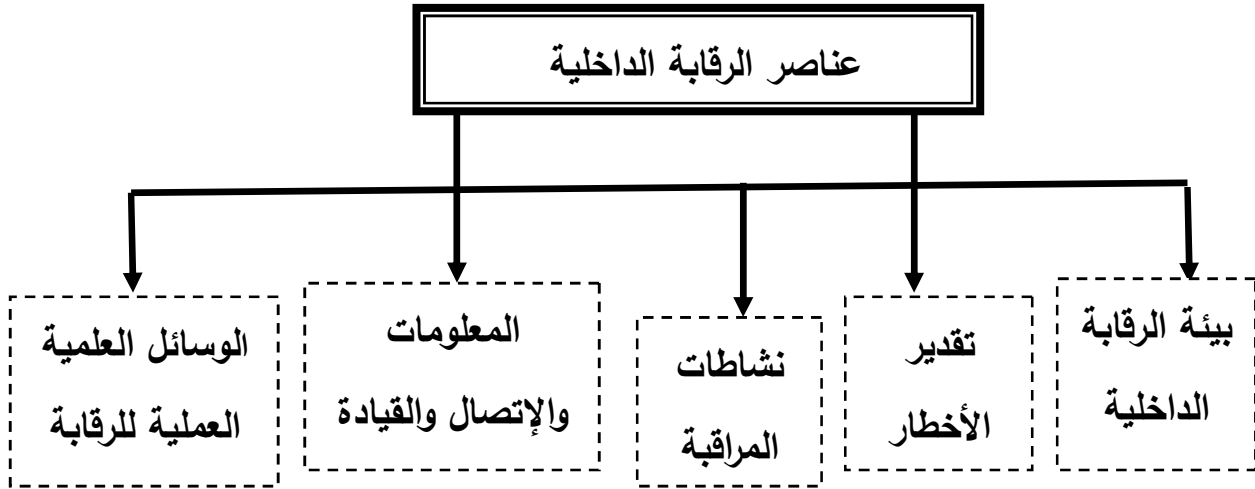 عناصر الرقابة الداخلية
بيئة الرقابة
الداخلية
تقدير
الأخطار
نشاطات
المراقبة
المعلومات
والإتصال والقيادة
الوسائل العلمية
العملية للرقابة